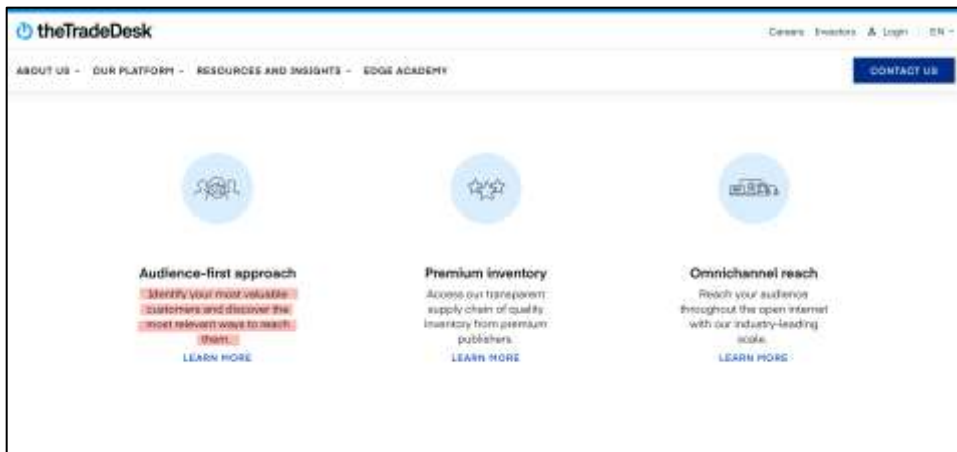 theTradeDesk
Careers Investors Login EN
ABOUT US OUR PLATFORM RESOURCES AND INSIGHTS EDGE ACADEMY
CONTACT US
Audience-first approach
Identify your most valuable
customers and discover the
most relevant ways to reach
them.
LEARN MORE
Premium inventory
Access our transparent
supply chain of quality
inventory from premium
publishers.
LEARN MORE
Omnichannel reach
Reach your audience
throughout the open internet
with our industry-leading
scale.
LEARN MORE